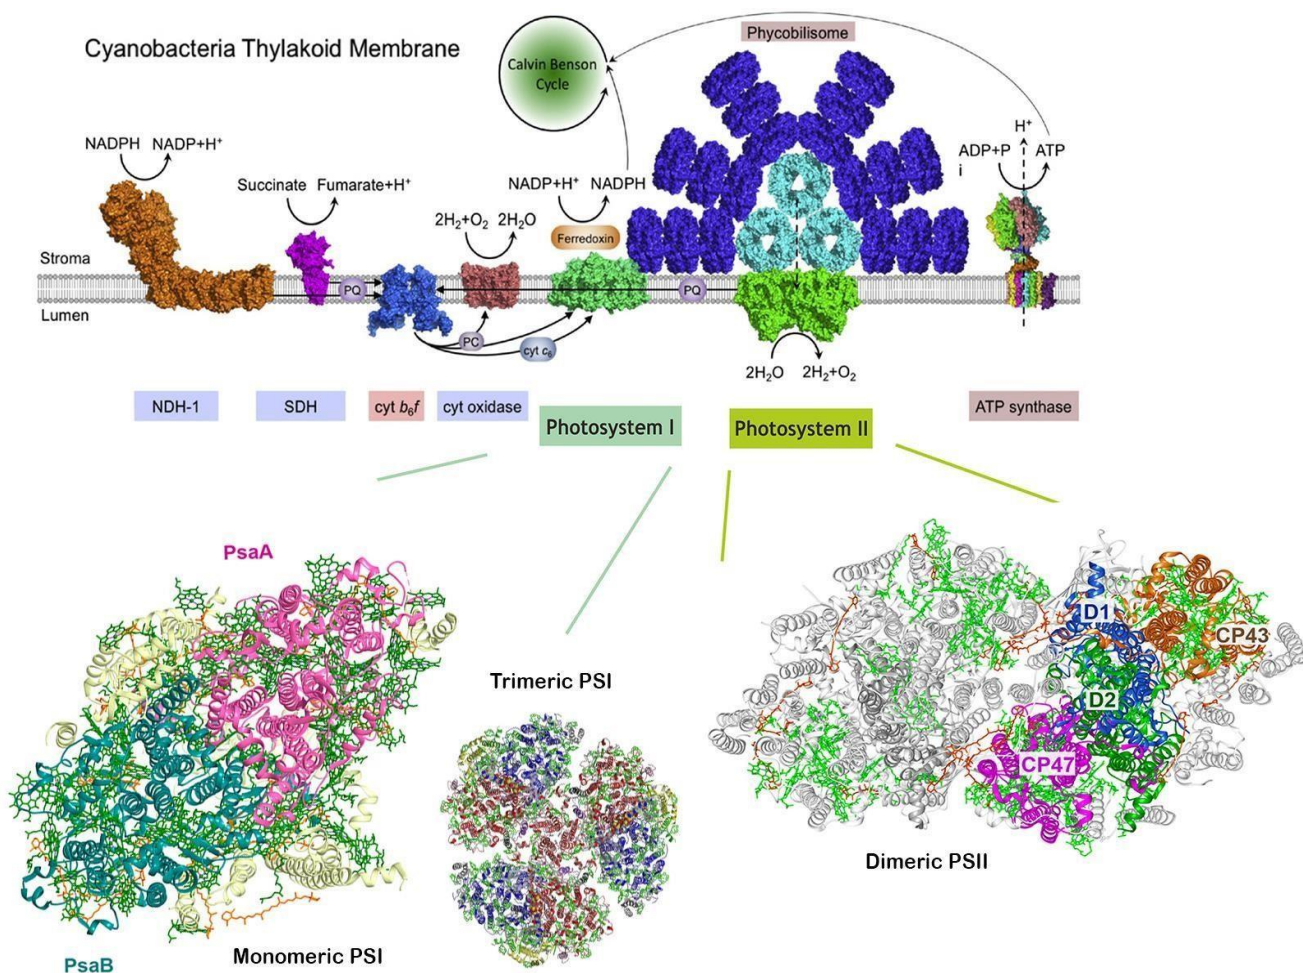 Cyanobacteria Thylakoid Membrane
Calvin Benson
Cycle
Phycobilisome
NADPH
NADP+H⁺
Succinate
Fumarate+H⁺
2H₂+O₂
2H₂O
NADP+H⁺
NADPH
Ferredoxin
H⁺
ADP+P
i
ATP
Stroma
Lumen
PQ
PQ
PC
cyt c₆
2H₂O
2H₂+O₂
NDH-1
SDH
cyt b₆f
cyt oxidase
Photosystem I
Photosystem II
ATP synthase
PsaA
PsaB
Monomeric PSI
Trimeric PSI
D1
CP43
D2
CP47
Dimeric PSII